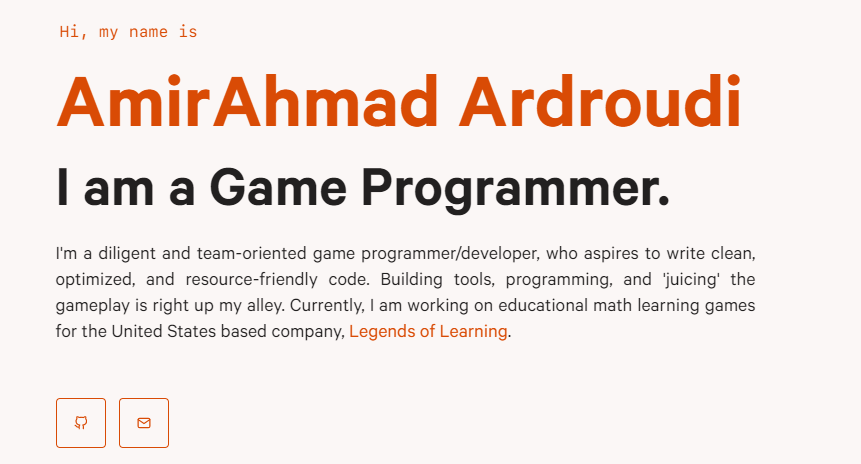 Hi, my name is
AmirAhmad Ardroudi
I am a Game Programmer.
I'm a diligent and team-oriented game programmer/developer, who aspires to write clean,
optimized, and resource-friendly code. Building tools, programming, and 'juicing' the
gameplay is right up my alley. Currently, I am working on educational math learning games
for the United States based company, Legends of Learning.